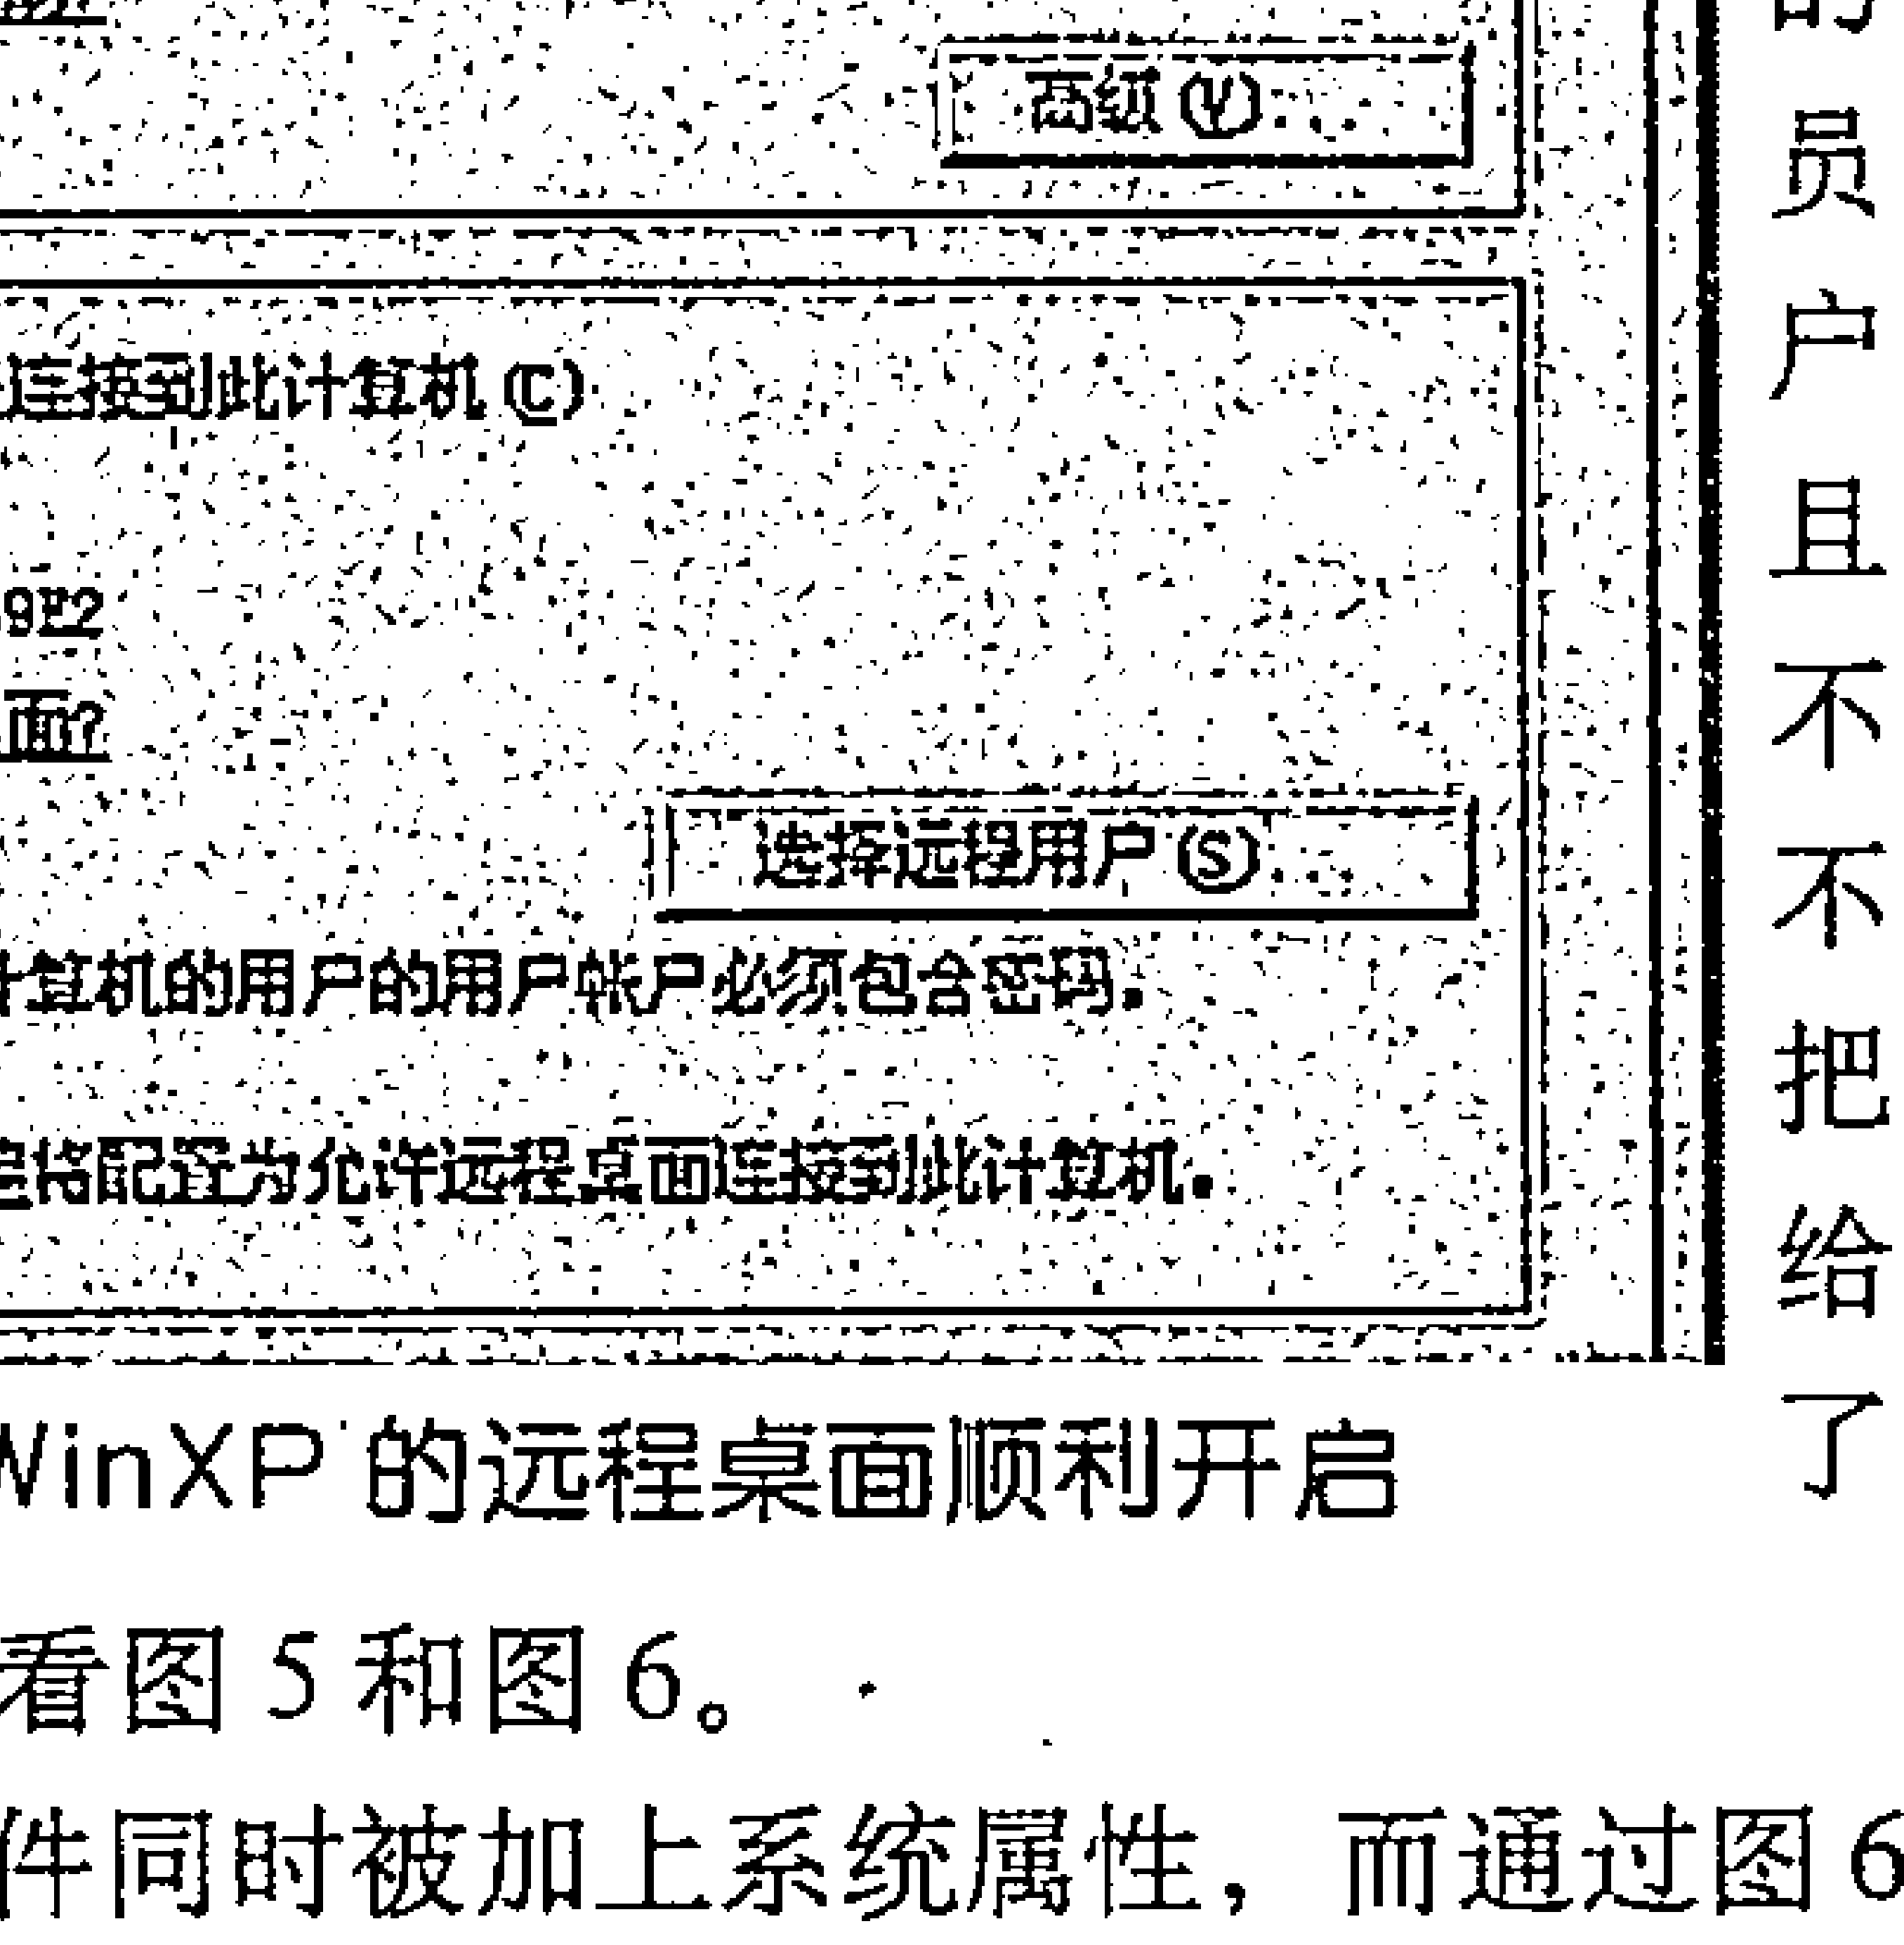 高级(V)
连接到此计算机(C)
9F2
面?
选择远程用户(S)
计算机的用户的用户帐户必须包含密码。
将配置为允许远程桌面连接到此计算机。
WinXP 的远程桌面顺利开启
看图 5 和图 6。
件同时被加上系统属性，而通过图 6
的
员
户
且
不
不
把
给
了